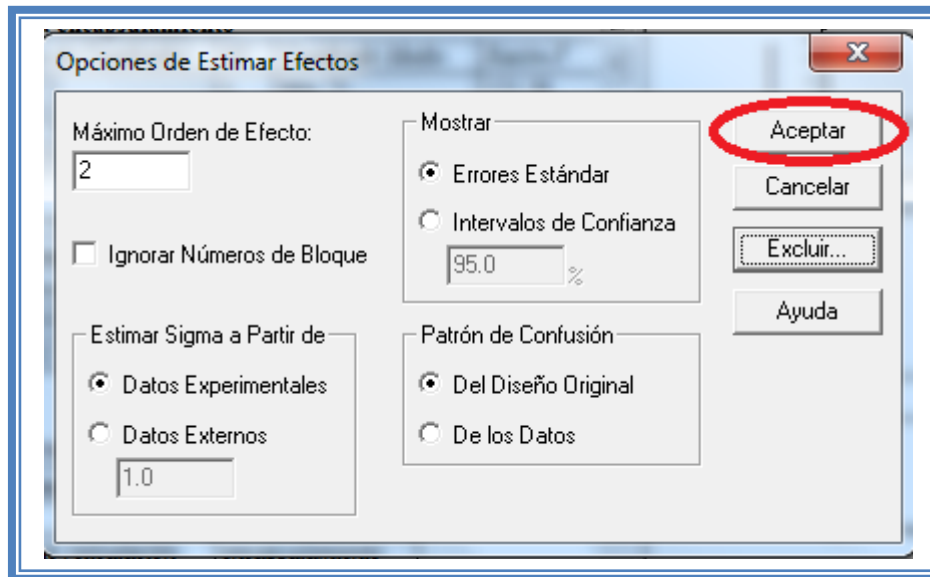 Opciones de Estimar Efectos
Máximo Orden de Efecto:
2
Ignorar Números de Bloque
Estimar Sigma a Partir de
Datos Experimentales
Datos Externos
1.0
Mostrar
Errores Estándar
Intervalos de Confianza
95.0 %
Patrón de Confusión
Del Diseño Original
De los Datos
Aceptar
Cancelar
Excluir...
Ayuda